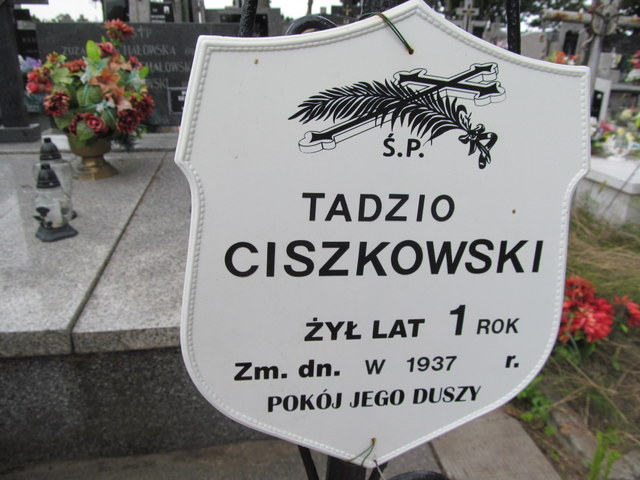 Ś.P.
TADZIO
CISZKOWSKI
ŻYŁ LAT 1 ROK
Zm. dn. W 1937 r.
POKÓJ JEGO DUSZY